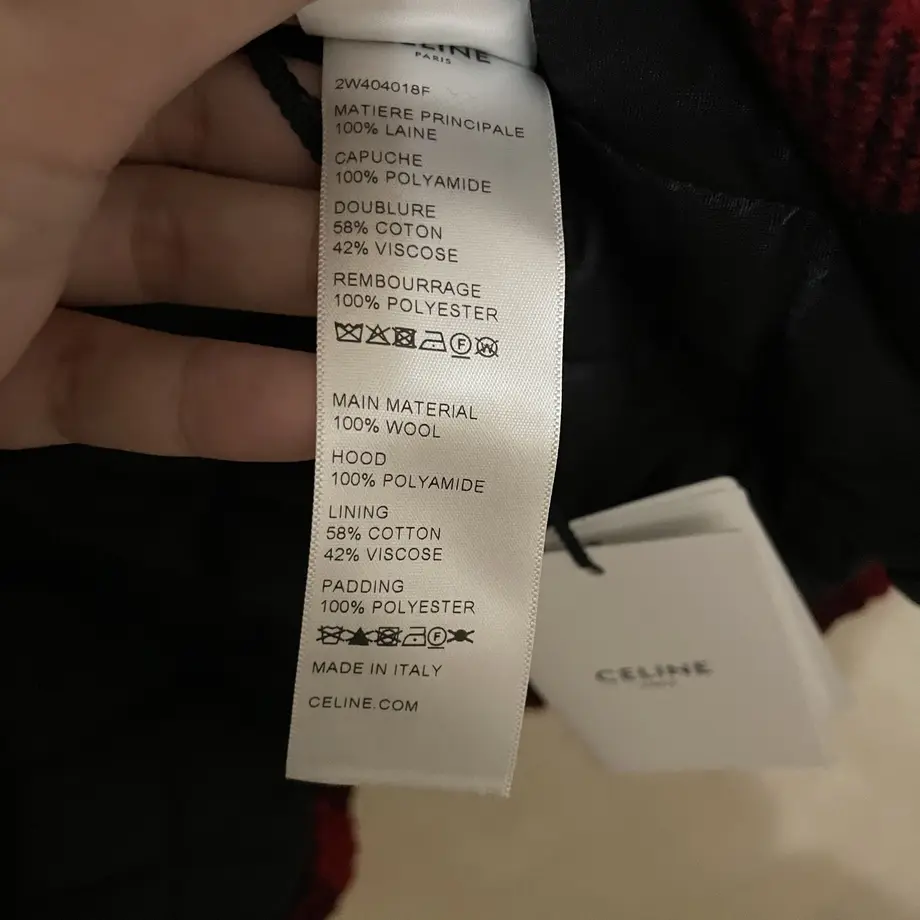 CELINE
PARIS
2W404018F
MATIERE PRINCIPALE
100% LAINE
CAPUCHE
100% POLYAMIDE
DOUBLURE
58% COTON
42% VISCOSE
REMBOURRAGE
100% POLYESTER
F W
MAIN MATERIAL
100% WOOL
HOOD
100% POLYAMIDE
LINING
58% COTTON
42% VISCOSE
PADDING
100% POLYESTER
F
MADE IN ITALY
CELINE.COM
CELINE
PARIS